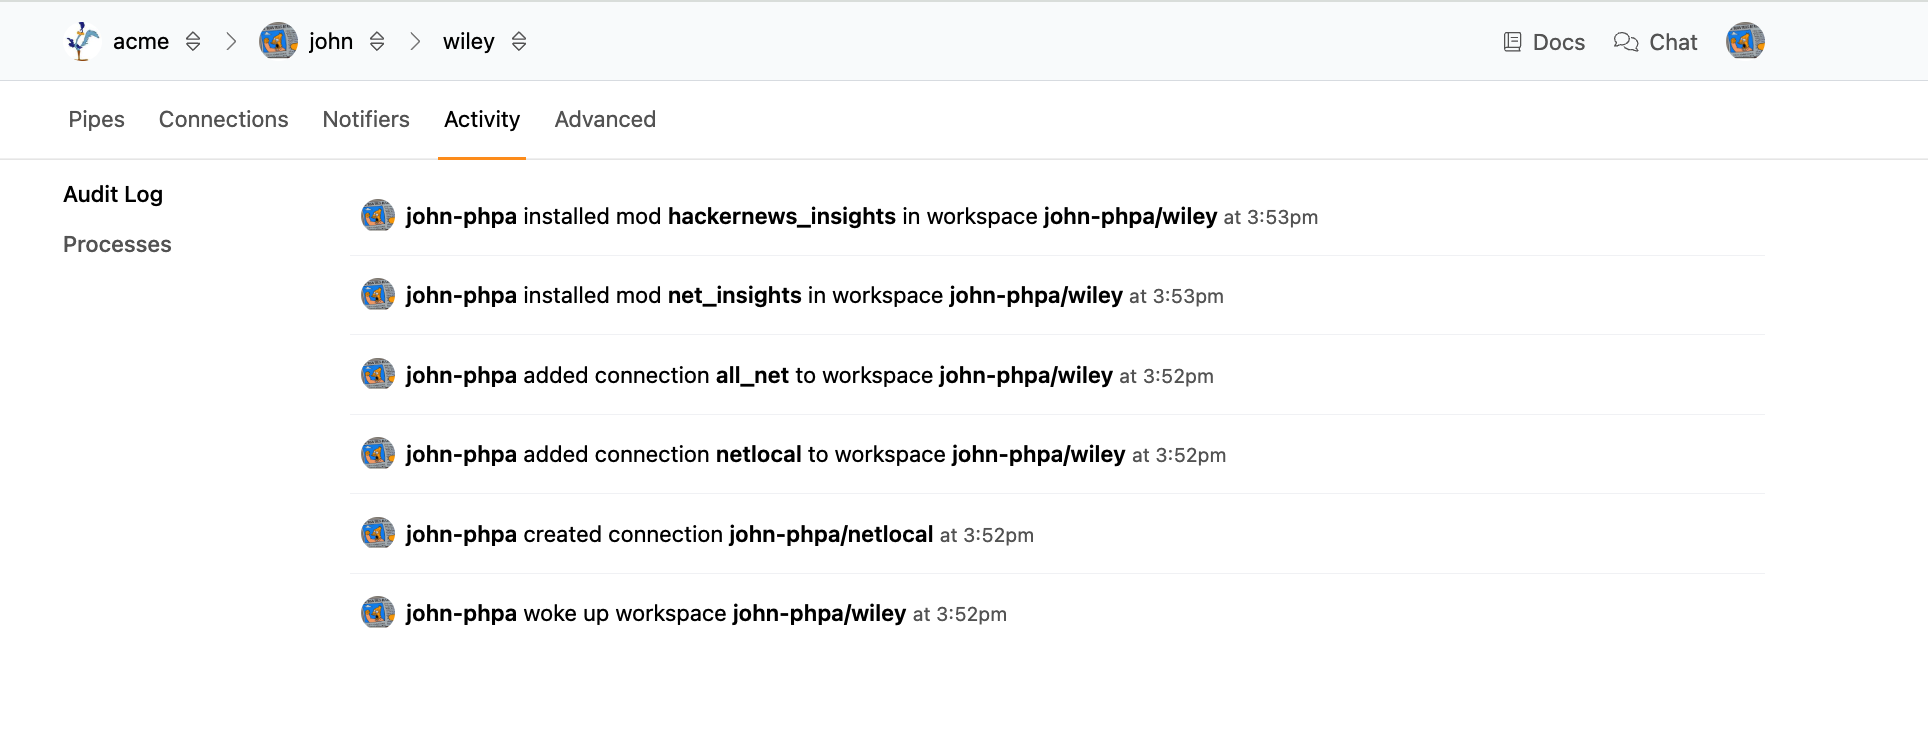 acme john wiley Docs Chat
Pipes Connections Notifiers Activity Advanced
Audit Log
Processes
john-phpa installed mod hackernews_insights in workspace john-phpa/wiley at 3:53pm
john-phpa installed mod net_insights in workspace john-phpa/wiley at 3:53pm
john-phpa added connection all_net to workspace john-phpa/wiley at 3:52pm
john-phpa added connection netlocal to workspace john-phpa/wiley at 3:52pm
john-phpa created connection john-phpa/netlocal at 3:52pm
john-phpa woke up workspace john-phpa/wiley at 3:52pm